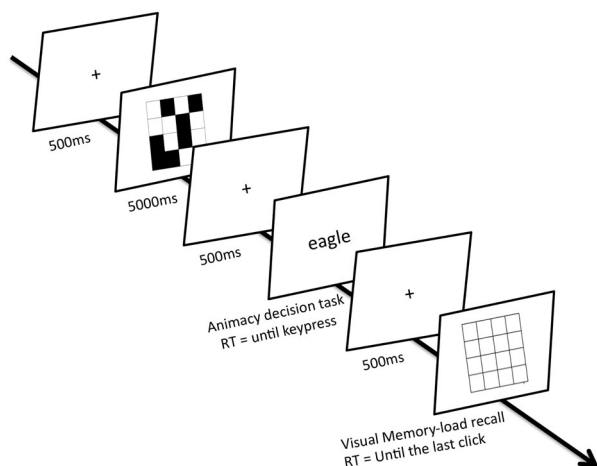 +
500ms
5000ms
+
500ms
eagle
Animacy decision task
RT = until keypress
+
500ms
Visual Memory-load recall
RT = Until the last click